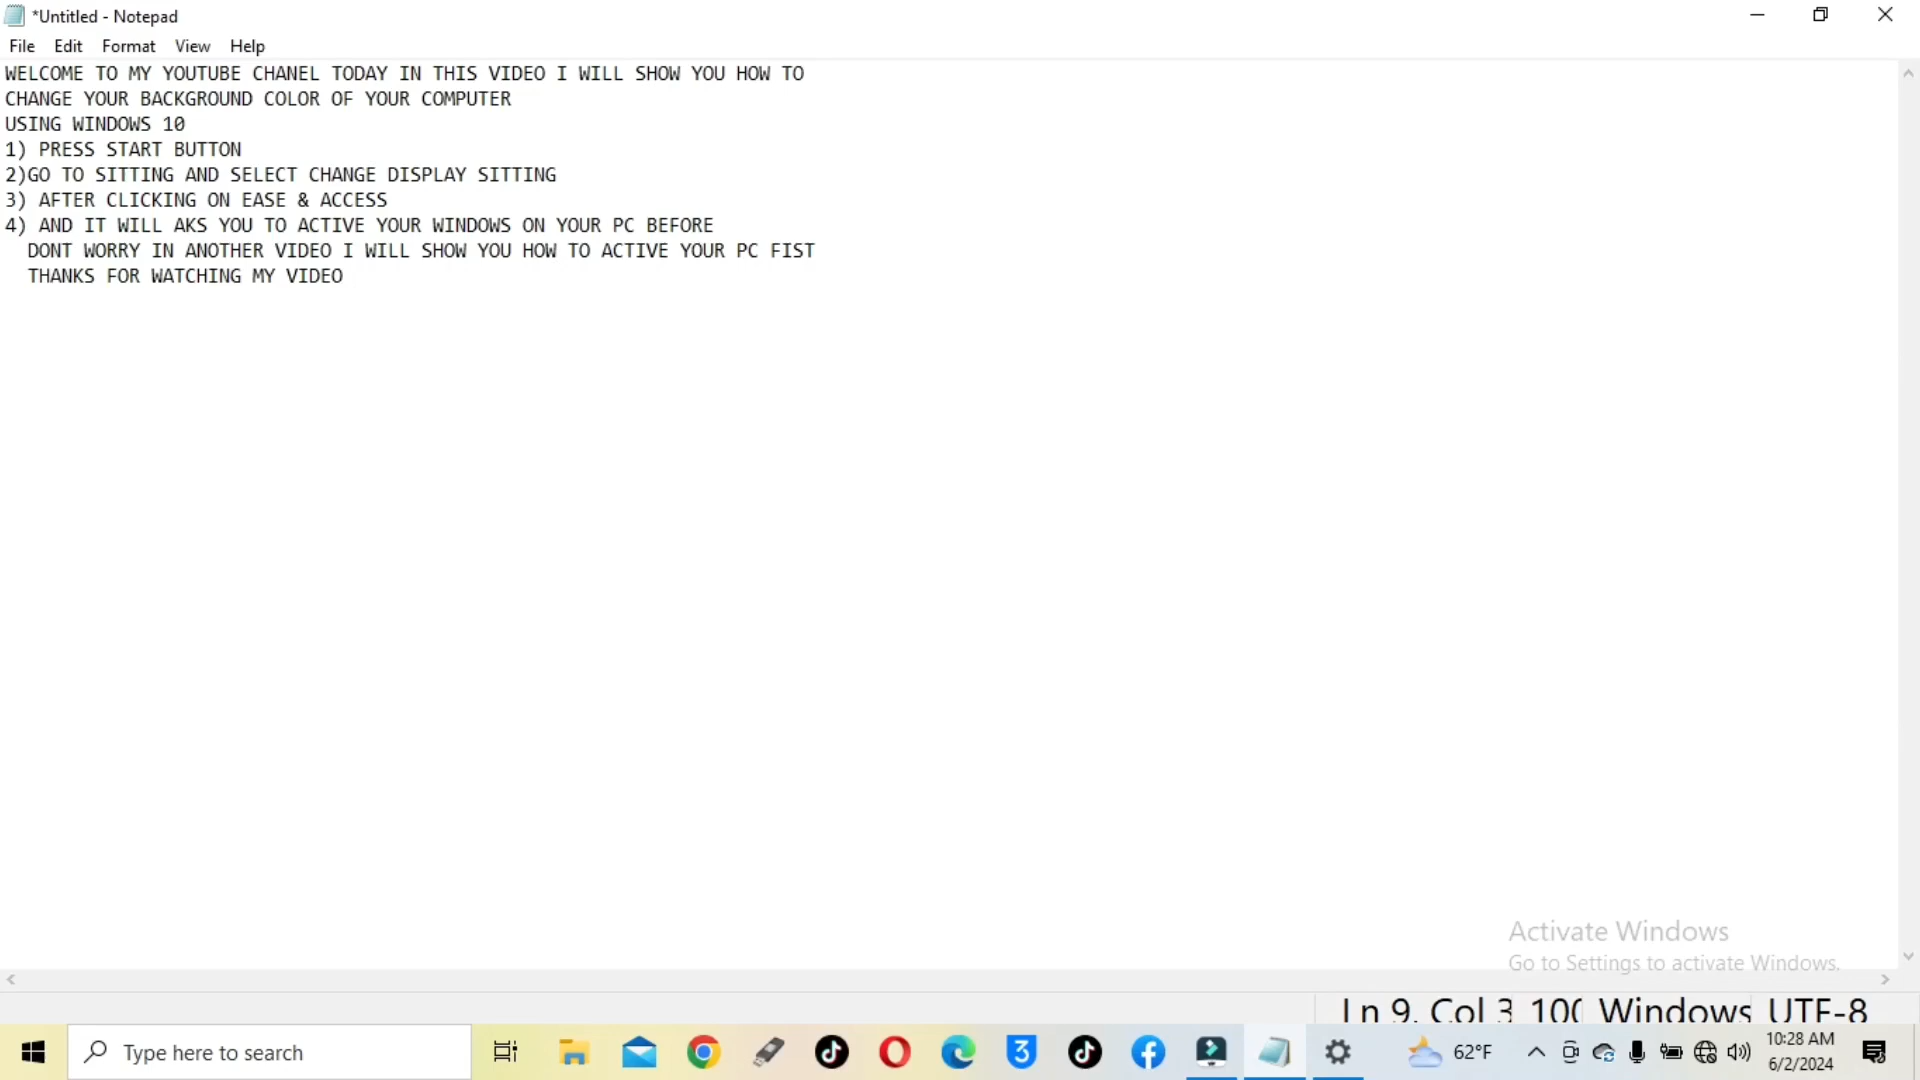 *Untitled - Notepad
File Edit Format View Help
WELCOME TO MY YOUTUBE CHANEL TODAY IN THIS VIDEO I WILL SHOW YOU HOW TO
CHANGE YOUR BACKGROUND COLOR OF YOUR COMPUTER
USING WINDOWS 10
1) PRESS START BUTTON
2)GO TO SITTING AND SELECT CHANGE DISPLAY SITTING
3) AFTER CLICKING ON EASE & ACCESS
4) AND IT WILL AKS YOU TO ACTIVE YOUR WINDOWS ON YOUR PC BEFORE
DONT WORRY IN ANOTHER VIDEO I WILL SHOW YOU HOW TO ACTIVE YOUR PC FIST
THANKS FOR WATCHING MY VIDEO
Activate Windows
Go to Settings to activate Windows.
Ln 9, Col 3 100 Windows UTF-8
Type here to search
3
62°F
10:28 AM
6/2/2024